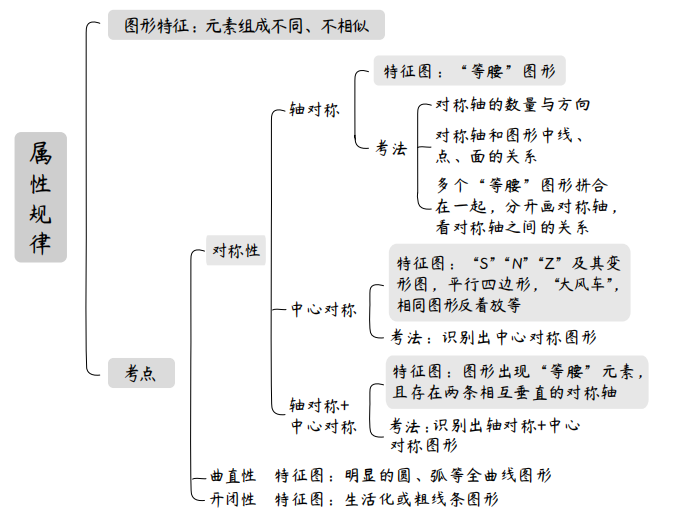 属性规律
图形特征：元素组成不同、不相似
考点
对称性
轴对称
特征图：“等腰”图形
考法
对称轴的数量与方向
对称轴和图形中线、
点、面的关系
多个“等腰”图形拼合
在一起，分开画对称轴，
看对称轴之间的关系
中心对称
特征图：“S”“N”“Z”及其变
形图，平行四边形，“大风车”，
相同图形反着放等
考法：识别出中心对称图形
轴对称+
中心对称
特征图：图形出现“等腰”元素，
且存在两条相互垂直的对称轴
考法：识别出轴对称+中心
对称图形
曲直性 特征图：明显的圆、弧等全曲线图形
开闭性 特征图：生活化或粗线条图形